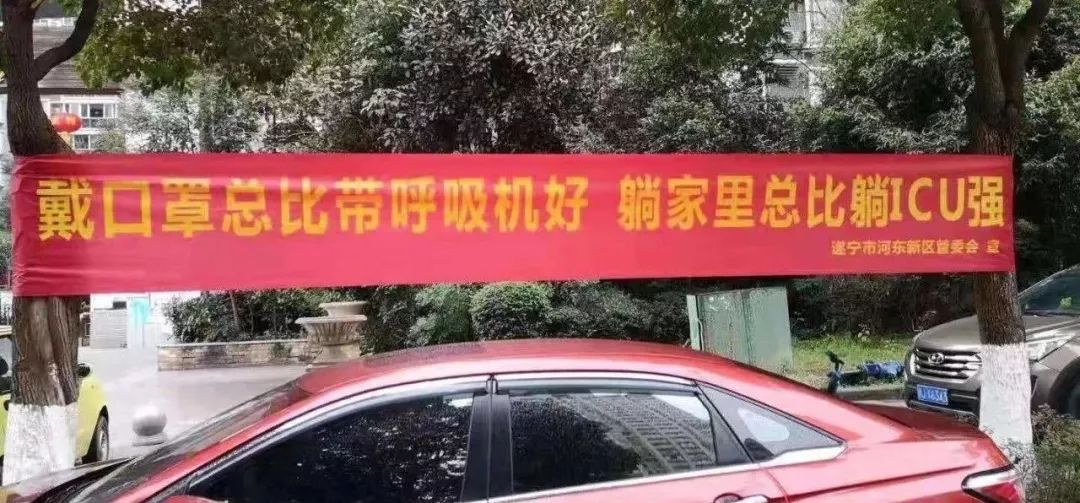 戴口罩总比带呼吸机好 躺家里总比躺ICU强
遂宁市河东新区管委会 宣